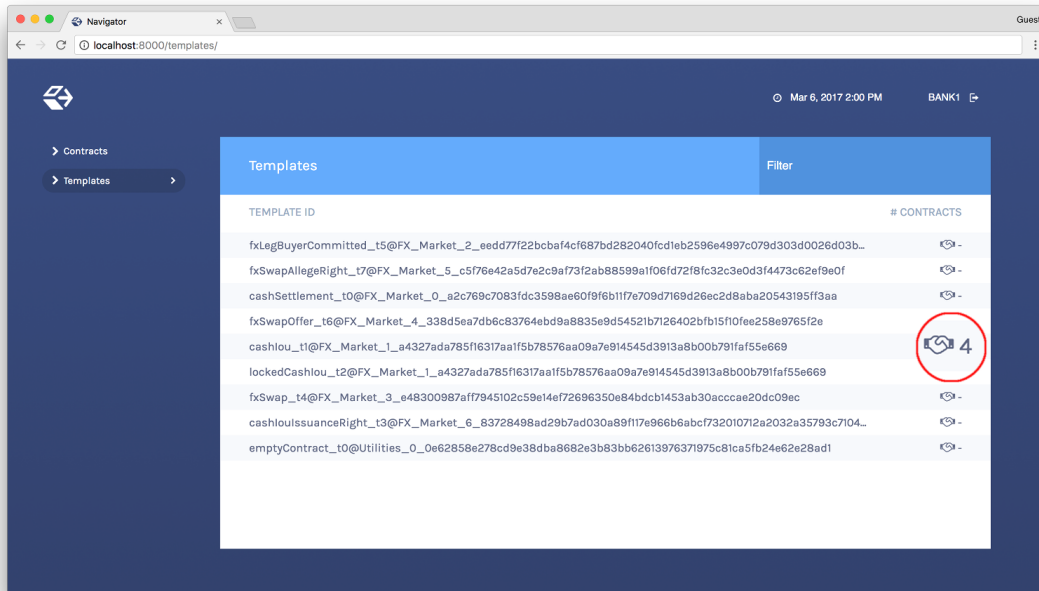 Navigator
Guest
localhost:8000/templates/
Mar 6, 2017 2:00 PM BANK1
Contracts
Templates
Templates Filter
TEMPLATE ID # CONTRACTS
fxLegBuyerCommitted_t5@FX_Market_2_eedd77f22bcbaf4cf687bd282040fcd1eb2596e4997c079d303d0026d03b... -
fxSwapAllegeRight_t7@FX_Market_5_c5f76e42a5d7e2c9af73f2ab88599a1f06fd72f8fc32c3e0d3f4473c62ef9e0f -
cashSettlement_t0@FX_Market_0_a2c769c7083fdc3598ae60f9f6b11f7e709d7169d26ec2d8aba20543195ff3aa -
fxSwapOffer_t6@FX_Market_4_338d5ea7db6c83764ebd9a8835e9d54521b7126402bfb15f10fee258e9765f2e
cashIou_t1@FX_Market_1_a4327ada785f16317aa1f5b78576aa09a7e914545d3913a8b00b791faf55e669 4
lockedCashIou_t2@FX_Market_1_a4327ada785f16317aa1f5b78576aa09a7e914545d3913a8b00b791faf55e669
fxSwap_t4@FX_Market_3_e48300987aff7945102c59e14ef72696350e84bdcb1453ab30acccae20dc09ec -
cashIouIssuanceRight_t3@FX_Market_6_83728498ad29b7ad030a89f117e966b6abcf732010712a2032a35793c7104... -
emptyContract_t0@Utilities_0_0e62858e278cd9e38dba8682e3b83bb62613976371975c81ca5fb24e62e28ad1 -